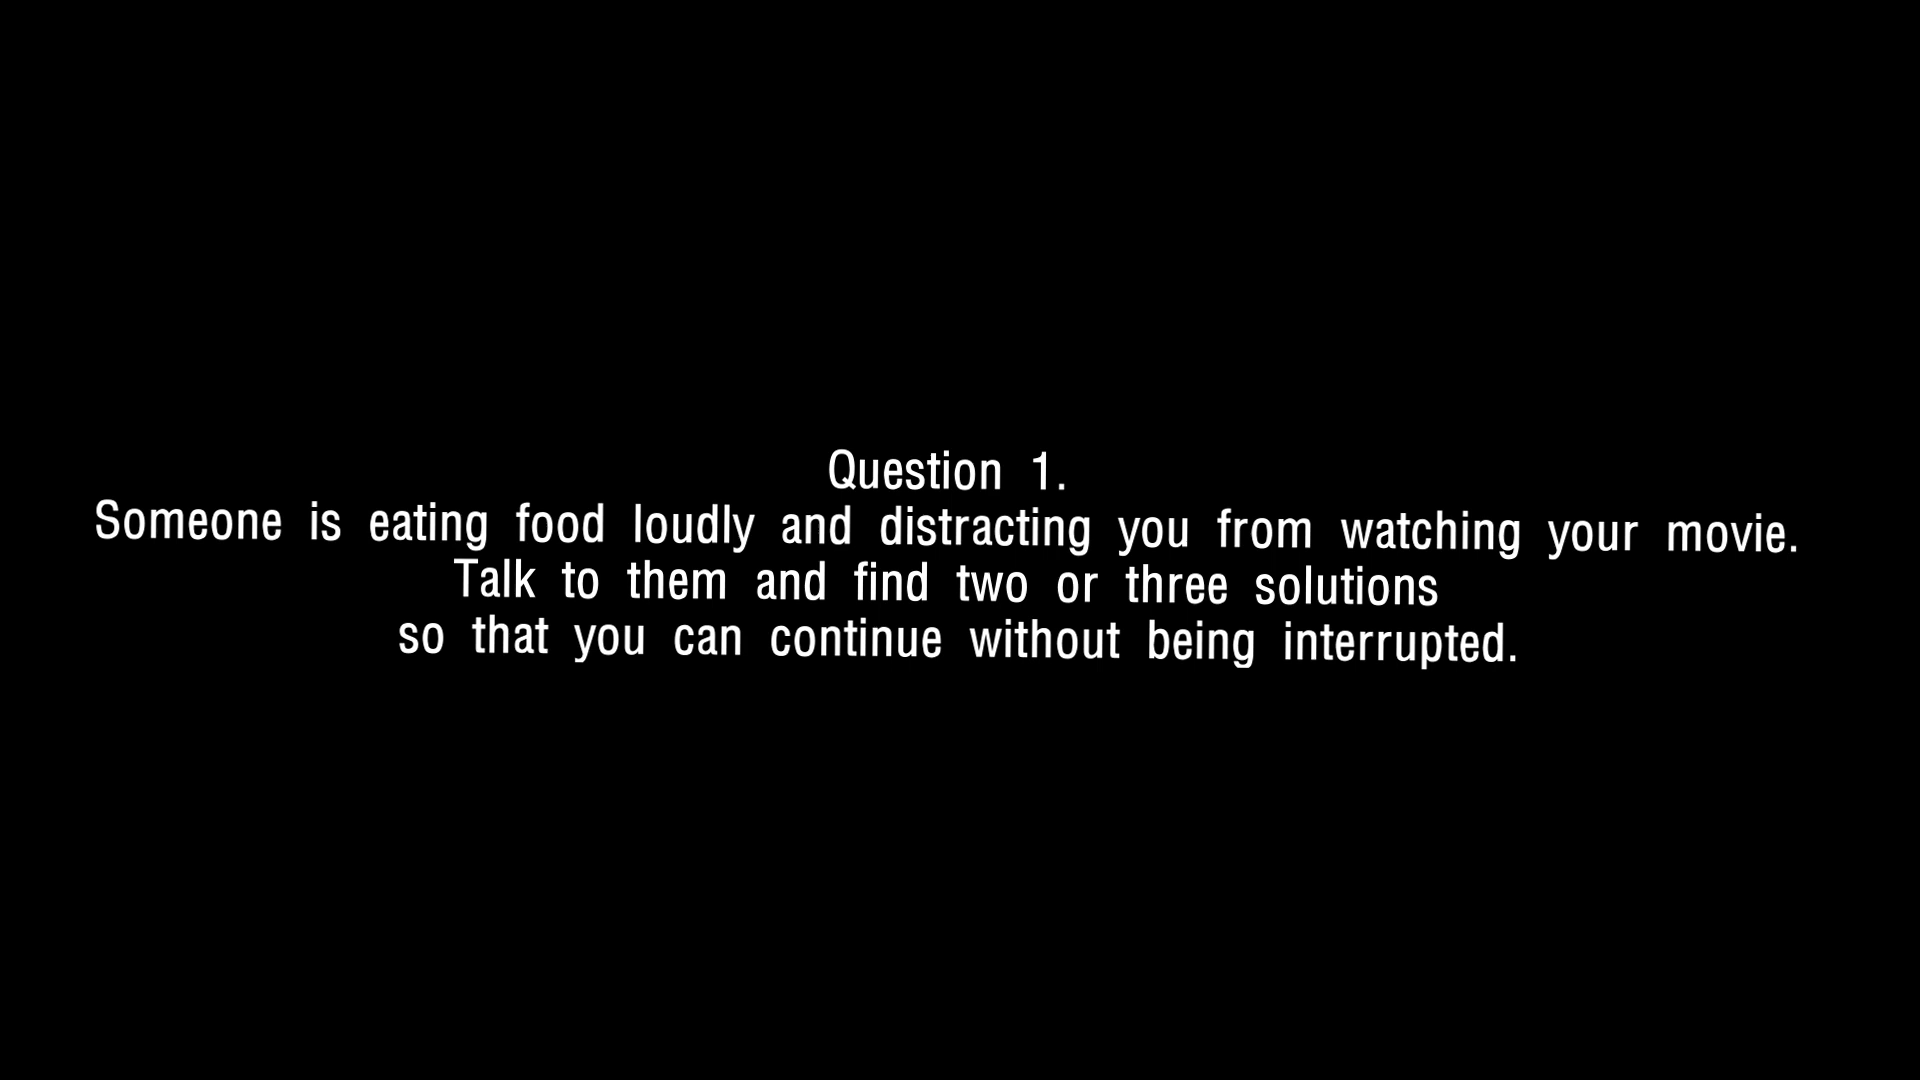 Question 1.
Someone is eating food loudly and distracting you from watching your movie.
Talk to them and find two or three solutions
so that you can continue without being interrupted.